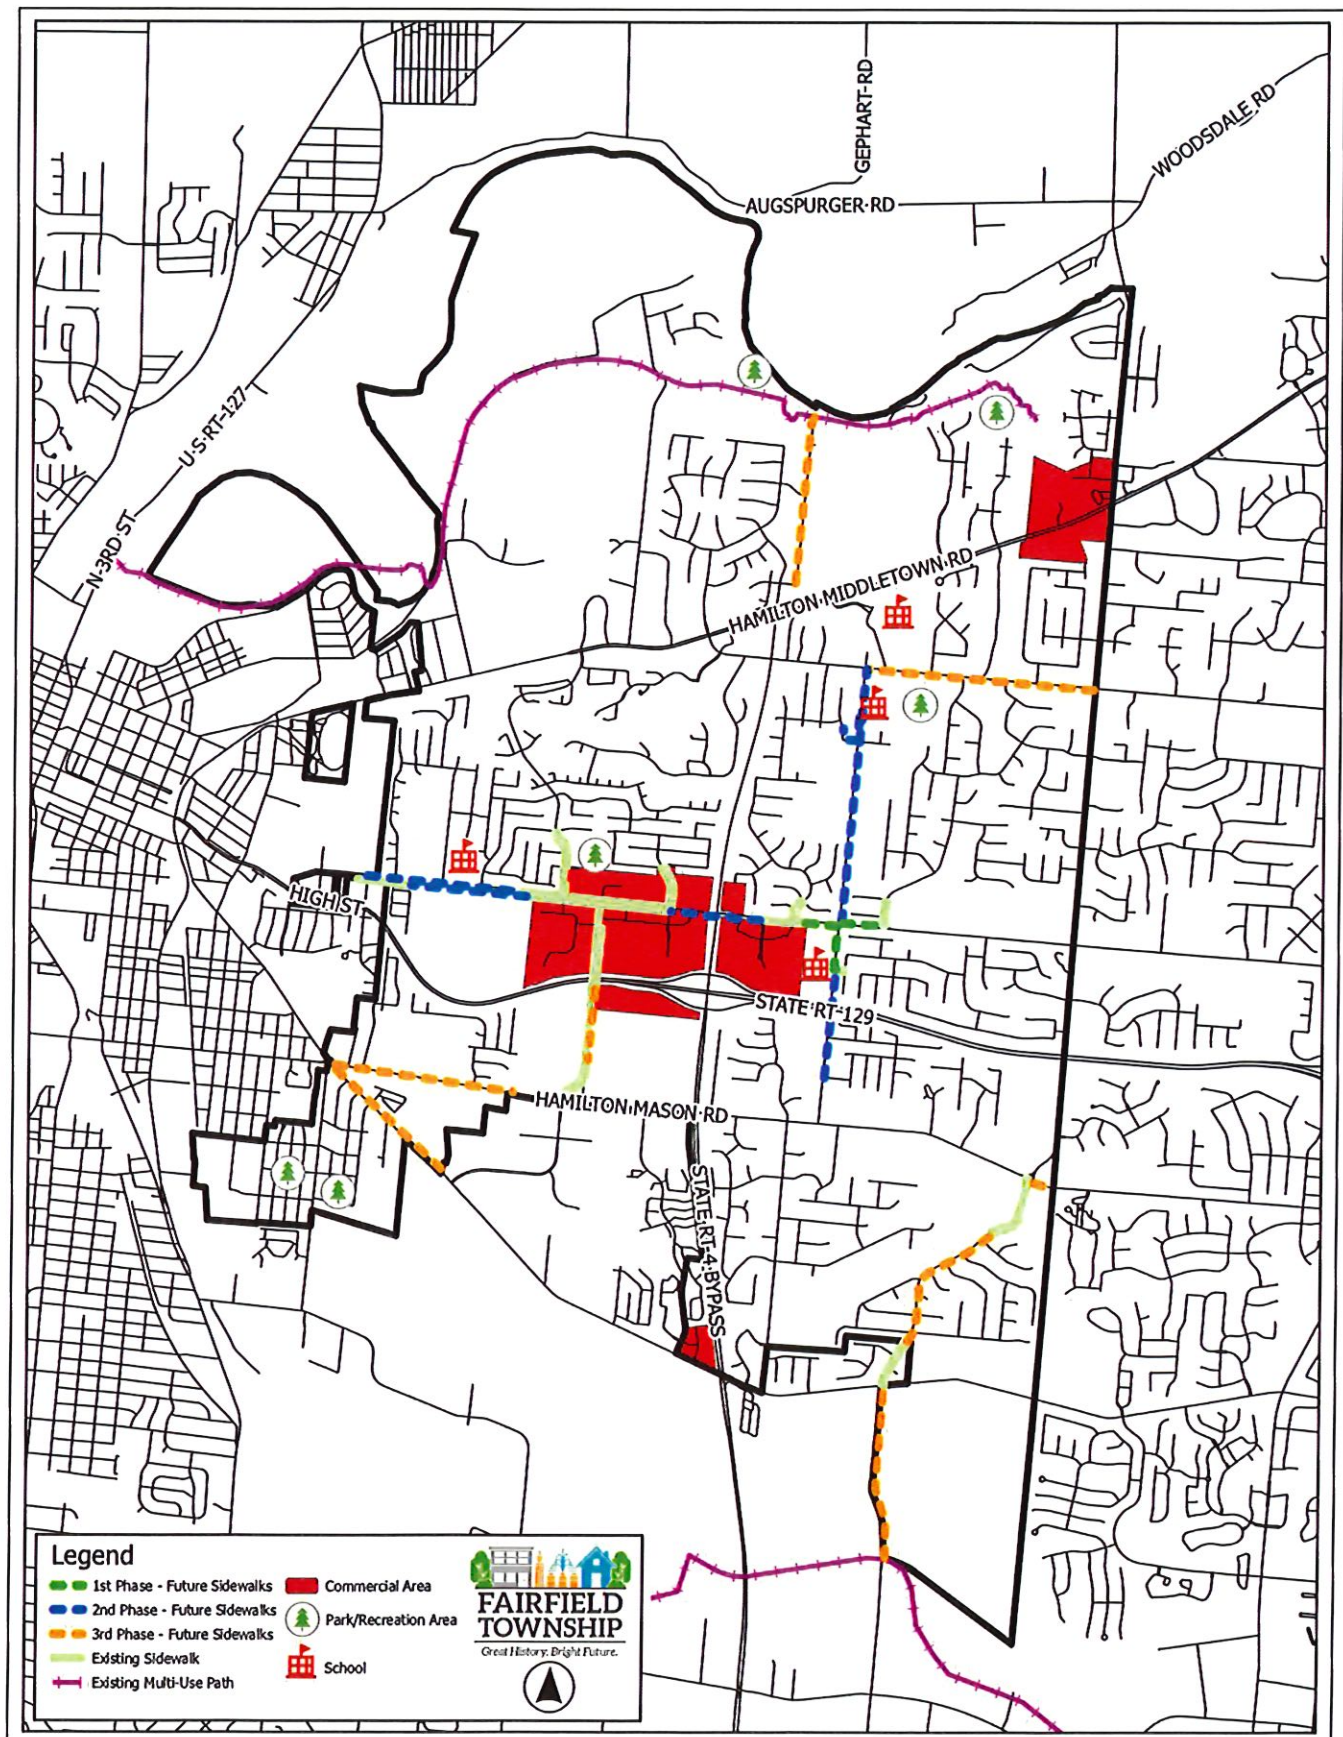 GEPHART-RD
WOODSDALE RD
AUGSPURGER RD
U.S RT-127
N 3RD ST
HAMILTON MIDDLETOWN RD
HIGH ST
STATE RT-129
HAMILTON MASON RD
STATE RT-4 BYPASS
Legend
1st Phase - Future Sidewalks
2nd Phase - Future Sidewalks
3rd Phase - Future Sidewalks
Existing Sidewalk
Existing Multi-Use Path
Commercial Area
Park/Recreation Area
School
FAIRFIELD
TOWNSHIP
Great History. Bright Future.